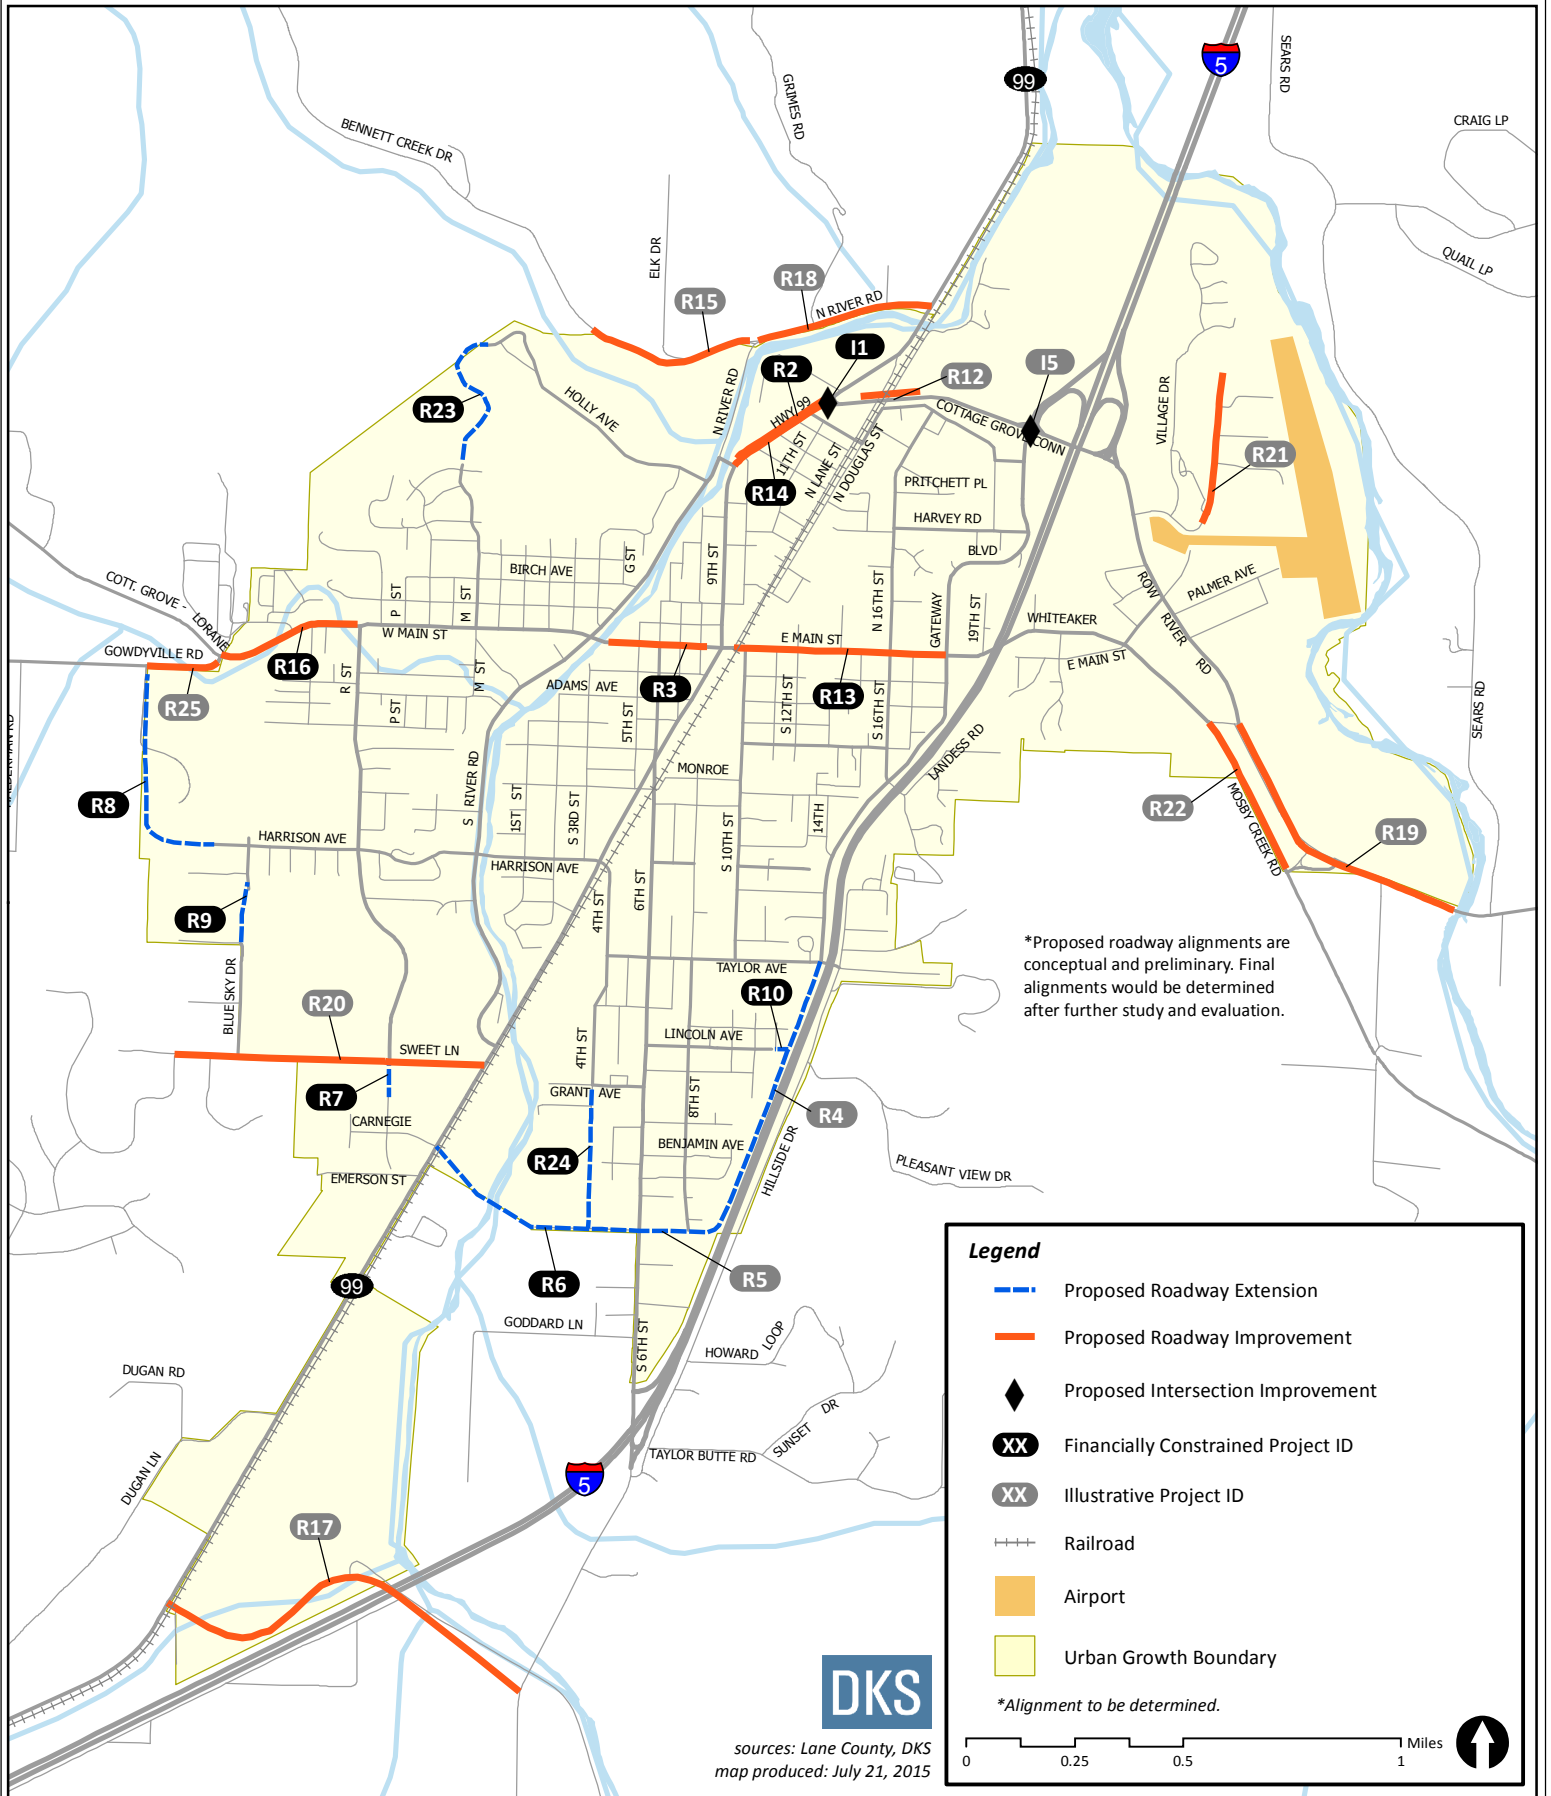 99
5
SEARS RD
GRIMES RD
CRAIG LP
BENNETT CREEK DR
QUAIL LP
ELK DR
R18
R15
N RIVER RD
I1
R2
R12
I5
HWY 99
COTTAGE GROVE CONN
VILLAGE DR
R23
HOLLY AVE
N RIVER RD
11TH ST
N LANE ST
N DOUGLAS ST
R21
PRITCHETT PL
R14
HARVEY RD
BLVD
9TH ST
G ST
BIRCH AVE
COTT. GROVE - LORANE
P ST
M ST
N 16TH ST
GATEWAY
19TH ST
ROW RIVER RD
PALMER AVE
WHITEAKER
W MAIN ST
E MAIN ST
E MAIN ST
GOWDYVILLE RD
R16
R ST
M ST
ADAMS AVE
R3
R13
R25
P ST
5TH ST
S 12TH ST
S 16TH ST
SEARS RD
LANDESS RD
MONROE
S RIVER RD
R8
1ST ST
S 3RD ST
14TH
R22
MOSBY CREEK RD
R19
HARRISON AVE
HARRISON AVE
S 10TH ST
6TH ST
4TH ST
R9
*Proposed roadway alignments are
conceptual and preliminary. Final
alignments would be determined
after further study and evaluation.
TAYLOR AVE
R10
BLUE SKY DR
R20
LINCOLN AVE
4TH ST
SWEET LN
R7
GRANT AVE
8TH ST
R4
CARNEGIE
BENJAMIN AVE
HILLSIDE DR
R24
PLEASANT VIEW DR
EMERSON ST
R6
R5
99
GODDARD LN
S 6TH ST
HOWARD LOOP
DUGAN RD
SUNSET DR
TAYLOR BUTTE RD
DUGAN LN
5
R17
Legend
Proposed Roadway Extension
Proposed Roadway Improvement
Proposed Intersection Improvement
XX Financially Constrained Project ID
XX Illustrative Project ID
Railroad
Airport
Urban Growth Boundary
*Alignment to be determined.
Miles
0 0.25 0.5 1
DKS
sources: Lane County, DKS
map produced: July 21, 2015